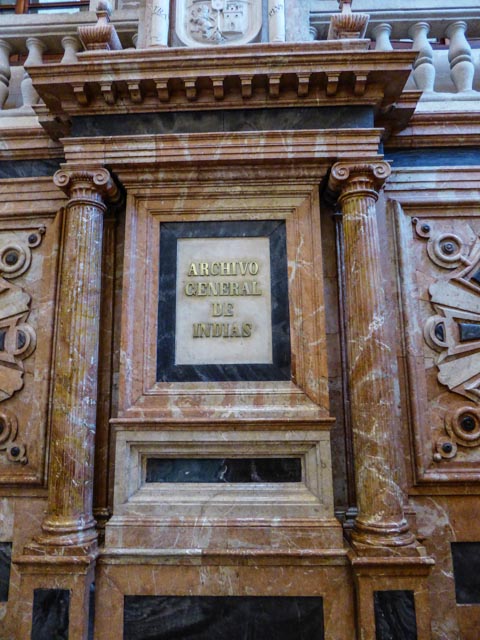 ARCHIVO
GENERAL
DE
INDIAS